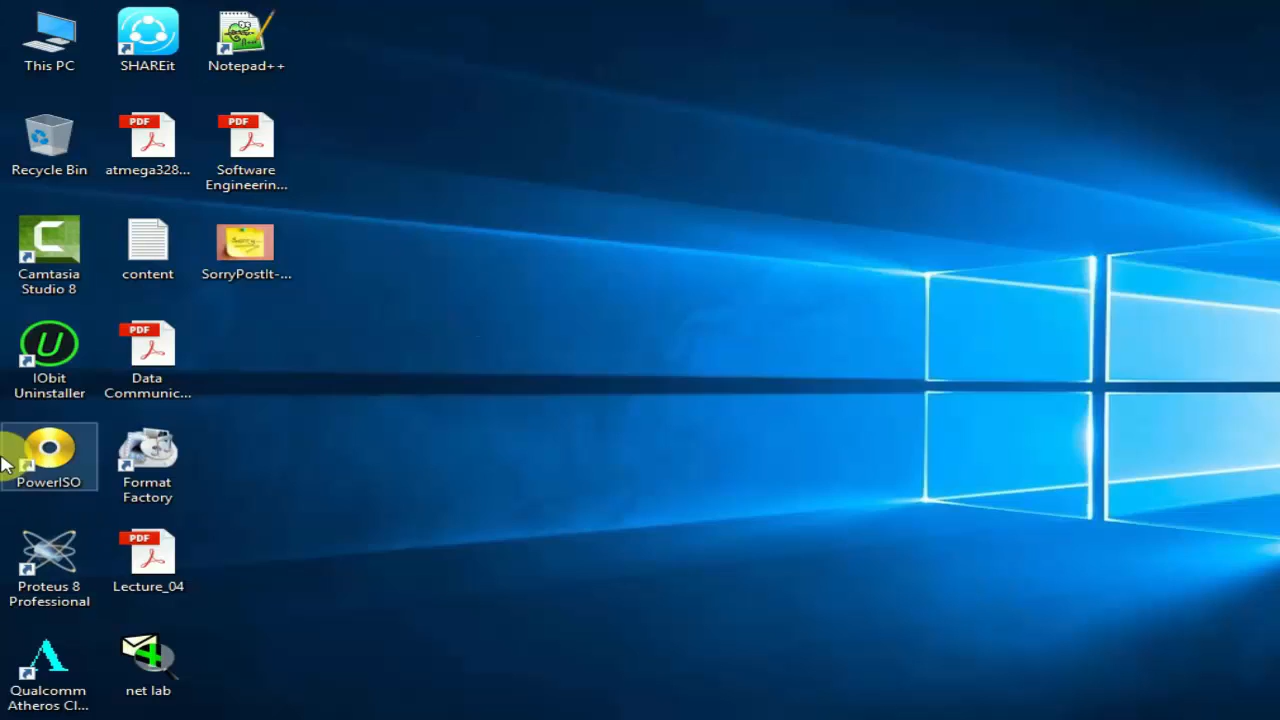 This PC
SHAREit
Notepad++
Recycle Bin
PDF
atmega328...
PDF
Software
Engineerin...
Camtasia
Studio 8
content
SorryPostIt-...
IObit
Uninstaller
PDF
Data
Communic...
PowerISO
Format
Factory
Proteus 8
Professional
PDF
Lecture_04
Qualcomm
Atheros Cl...
net lab